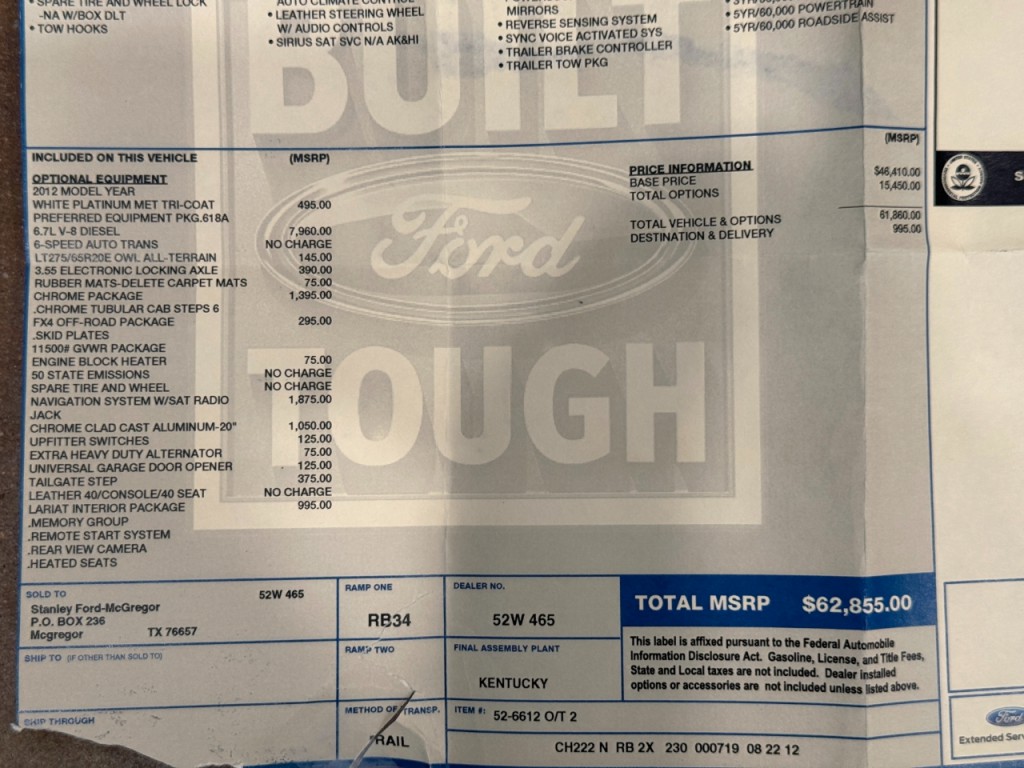 • SPARE TIRE AND WHEEL LOCK
-NA W/BOX DLT
• TOW HOOKS
• LEATHER STEERING WHEEL
W/ AUDIO CONTROLS
• SIRIUS SAT SVC N/A AK&HI
MIRRORS
• REVERSE SENSING SYSTEM
• SYNC VOICE ACTIVATED SYS
• TRAILER BRAKE CONTROLLER
• TRAILER TOW PKG
• 5YR/60,000 POWERTRAIN
• 5YR/60,000 ROADSIDE ASSIST
BUILT
Ford
TOUGH
INCLUDED ON THIS VEHICLE (MSRP)
OPTIONAL EQUIPMENT
2012 MODEL YEAR
WHITE PLATINUM MET TRI-COAT 495.00
PREFERRED EQUIPMENT PKG.618A
6.7L V-8 DIESEL 7,960.00
6-SPEED AUTO TRANS NO CHARGE
LT275/65R20E OWL ALL-TERRAIN 145.00
3.55 ELECTRONIC LOCKING AXLE 390.00
RUBBER MATS-DELETE CARPET MATS 75.00
CHROME PACKAGE 1,395.00
.CHROME TUBULAR CAB STEPS 6
FX4 OFF-ROAD PACKAGE 295.00
.SKID PLATES
11500# GVWR PACKAGE
ENGINE BLOCK HEATER 75.00
50 STATE EMISSIONS NO CHARGE
SPARE TIRE AND WHEEL NO CHARGE
NAVIGATION SYSTEM W/SAT RADIO 1,875.00
JACK
CHROME CLAD CAST ALUMINUM-20" 1,050.00
UPFITTER SWITCHES 125.00
EXTRA HEAVY DUTY ALTERNATOR 75.00
UNIVERSAL GARAGE DOOR OPENER 125.00
TAILGATE STEP 375.00
LEATHER 40/CONSOLE/40 SEAT NO CHARGE
LARIAT INTERIOR PACKAGE 995.00
.MEMORY GROUP
.REMOTE START SYSTEM
.REAR VIEW CAMERA
.HEATED SEATS
(MSRP)
PRICE INFORMATION
BASE PRICE $46,410.00
TOTAL OPTIONS 15,450.00
TOTAL VEHICLE & OPTIONS 61,860.00
DESTINATION & DELIVERY 995.00
SOLD TO 52W 465
Stanley Ford-McGregor
P.O. BOX 236
Mcgregor TX 76657
SHIP TO (IF OTHER THAN SOLD TO)
SHIP THROUGH
RAMP ONE
RB34
RAMP TWO
METHOD OF TRANSP.
RAIL
DEALER NO.
52W 465
FINAL ASSEMBLY PLANT
KENTUCKY
ITEM #: 52-6612 O/T 2
CH222 N RB 2X 230 000719 08 22 12
TOTAL MSRP $62,855.00
This label is affixed pursuant to the Federal Automobile
Information Disclosure Act. Gasoline, License, and Title Fees,
State and Local taxes are not included. Dealer installed
options or accessories are not included unless listed above.
Ford
Extended